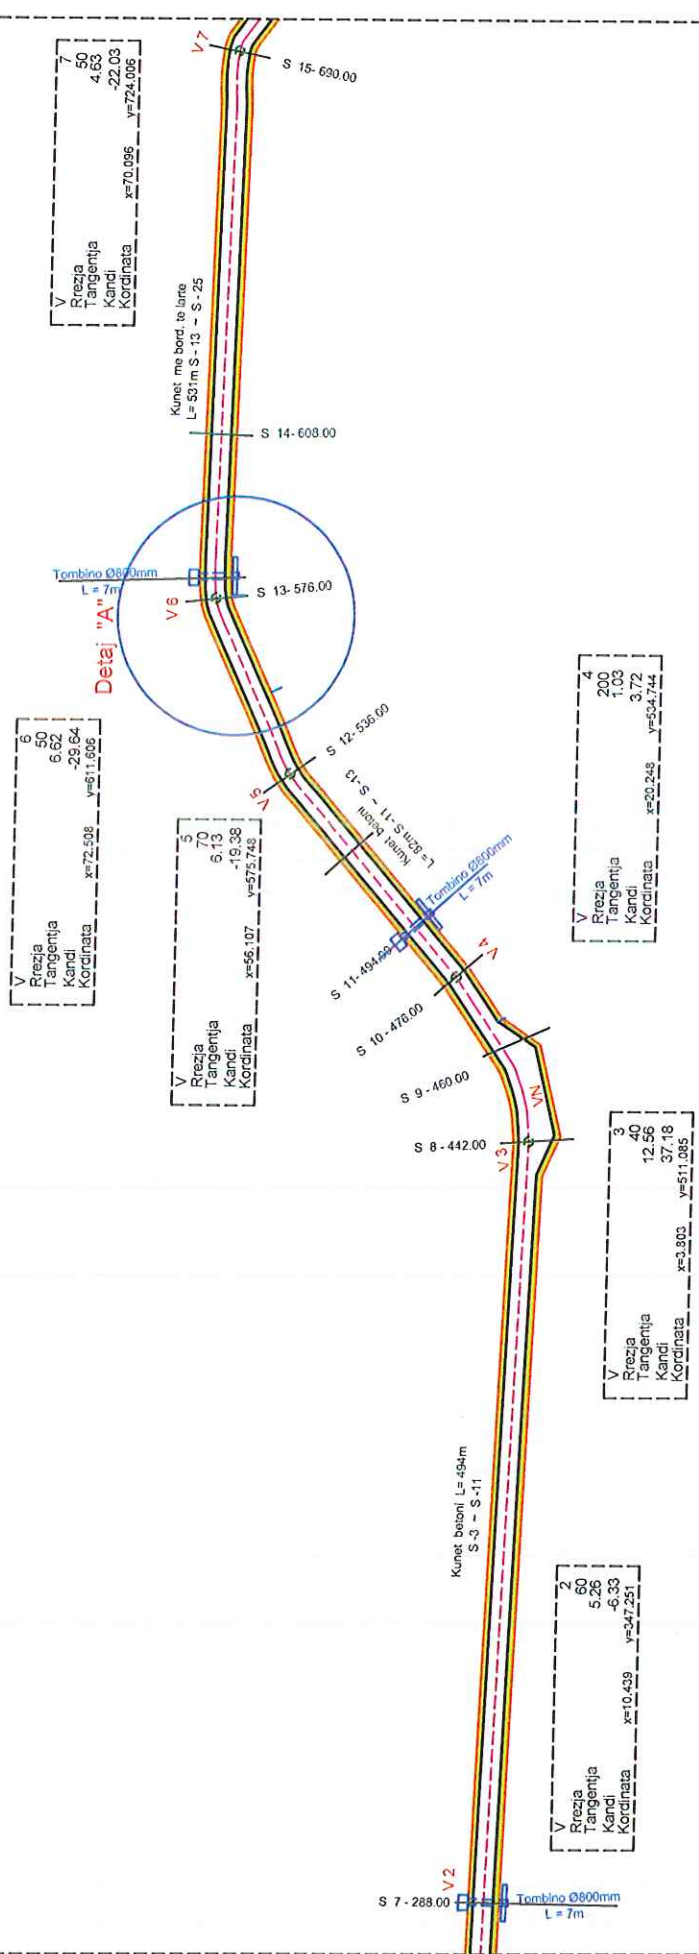 V 7
S 15- 690.00
V 7
Rrezja 50
Tangentja 4.63
Kandi -22.03
Kordinata x=70.096 y=724.006
Kunet me bord. te larte
L= 531m S - 13 ~ S - 25
S 14- 608.00
Tombino Ø800mm
L = 7m
S 13- 576.00
V 6
Detaj "A"
V 6
Rrezja 50
Tangentja 6.62
Kandi -29.64
Kordinata x=72.508 y=611.606
S 12- 536.00
V5
Kunet betoni
L= 82m S -11 ~ S -13
V 4
Rrezja 200
Tangentja 1.03
Kandi 3.72
Kordinata x=20.248 y=534.744
V 5
Rrezja 70
Tangentja 6.13
Kandi -19.38
Kordinata x=56.107 y=575.748
Tombino Ø800mm
L = 7m
S 11- 494.00
V4
S 10 - 476.00
S 9 - 460.00
VN
S 8 - 442.00
V 3
V 3
Rrezja 40
Tangentja 12.56
Kandi 37.18
Kordinata x=3.803 y=511.085
Kunet betoni L= 494m
S -3 ~ S -11
V 2
Rrezja 60
Tangentja 5.26
Kandi -6.33
Kordinata x=10.439 y=347.251
V 2
S 7 - 288.00
Tombino Ø800mm
L = 7m